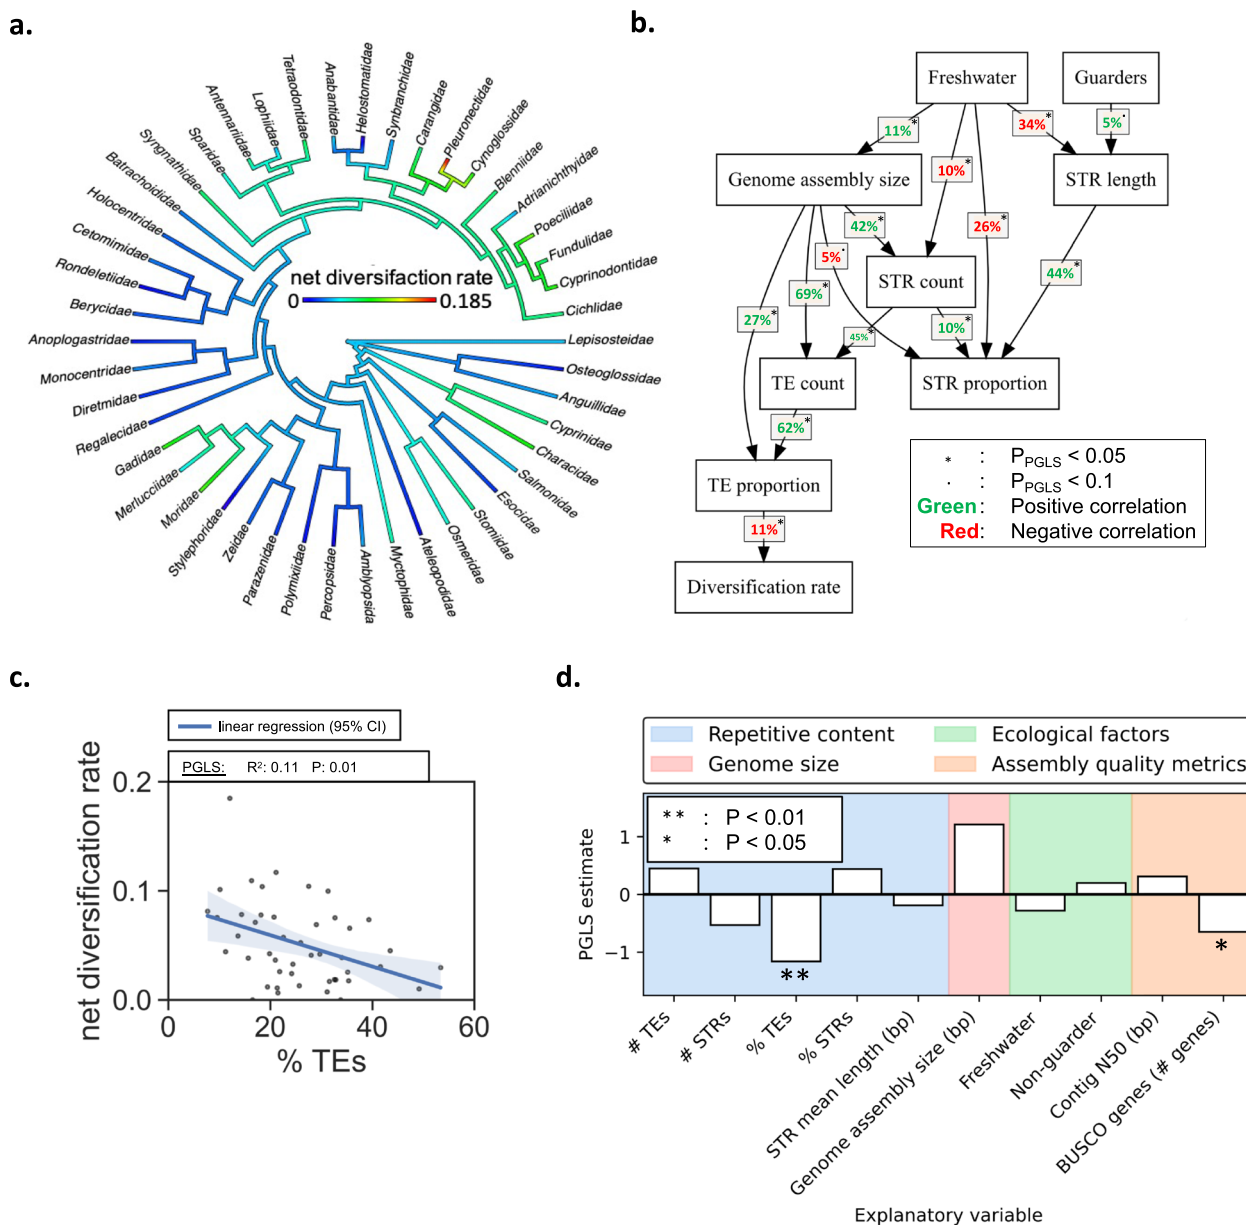 a.
Tetraodontidae
Lophiidae
Antennariidae
Sparidae
Syngnathidae
Batrachoididae
Holocentridae
Cetomimidae
Rondeletiidae
Berycidae
Anoplogastridae
Monocentridae
Diretmidae
Regalecidae
Gadidae
Merlucciidae
Moridae
Stylephoridae
Zeidae
Parazenidae
Polymixiidae
Percopsidae
Amblyopsida
Myctophidae
Ateleopodidae
Osmeridae
Stomiidae
Esocidae
Salmonidae
Characidae
Cyprinidae
Anguillidae
Osteoglossidae
Lepisosteidae
Cichlidae
Cyprinodontidae
Fundulidae
Poeciliidae
Adrianichthyidae
Blenniidae
Cynoglossidae
Pleuronectidae
Carangidae
Synbranchidae
Helostomatidae
Anabantidae
net diversifaction rate
0 0.185
b.
Freshwater Guarders
11%* 34%* 5%·
10%*
Genome assembly size STR length
42%* 26%*
5%·
STR count 44%*
69%*
27%* 10%*
45%*
TE count STR proportion
62%*
TE proportion
11%*
Diversification rate
* : PPGLS < 0.05
· : PPGLS < 0.1
Green: Positive correlation
Red: Negative correlation
c.
linear regression (95% CI)
PGLS: R²: 0.11 P: 0.01
net diversification rate
0.2
0.1
0.0
0 20 40 60
% TEs
d.
Repetitive content Ecological factors
Genome size Assembly quality metrics
** : P < 0.01
* : P < 0.05
PGLS estimate
1
0
−1
**
*
# TEs
# STRs
% TEs
% STRs
STR mean length (bp)
Genome assembly size (bp)
Freshwater
Non-guarder
Contig N50 (bp)
BUSCO genes (# genes)
Explanatory variable